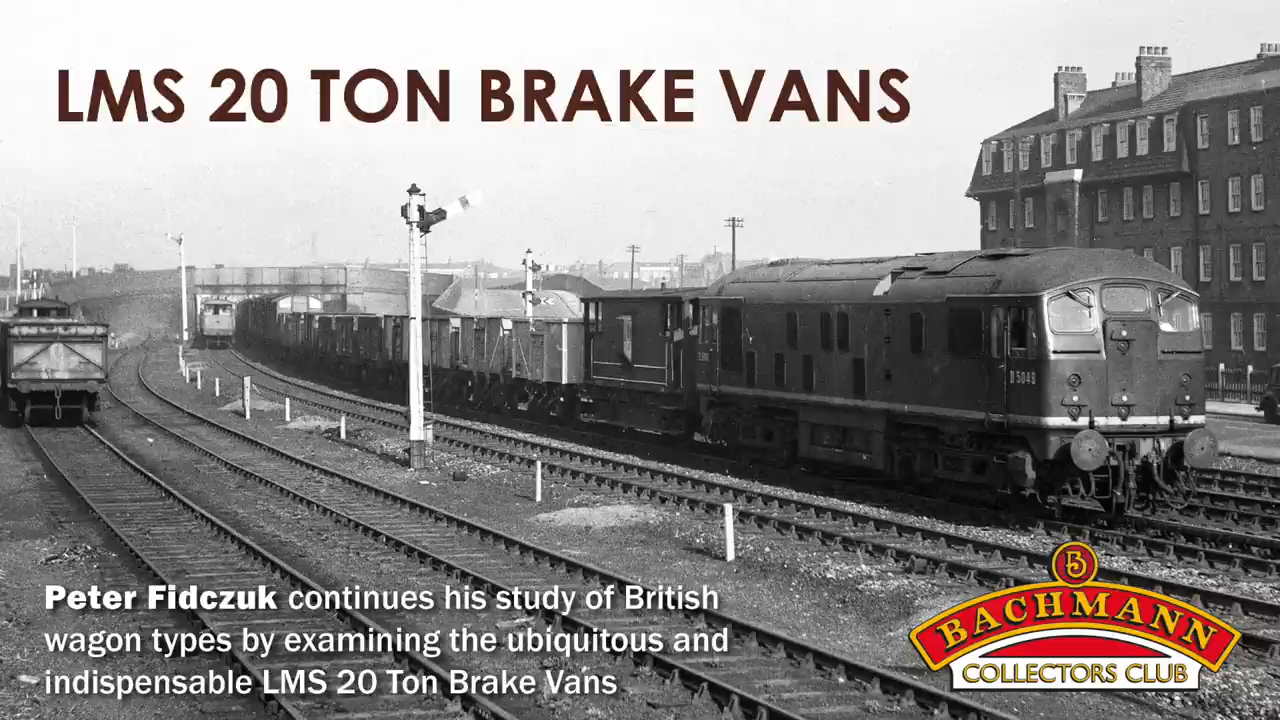 LMS 20 TON BRAKE VANS
D5049
Peter Fidczuk continues his study of British
wagon types by examining the ubiquitous and
indispensable LMS 20 Ton Brake Vans
B
BACHMANN
COLLECTORS CLUB